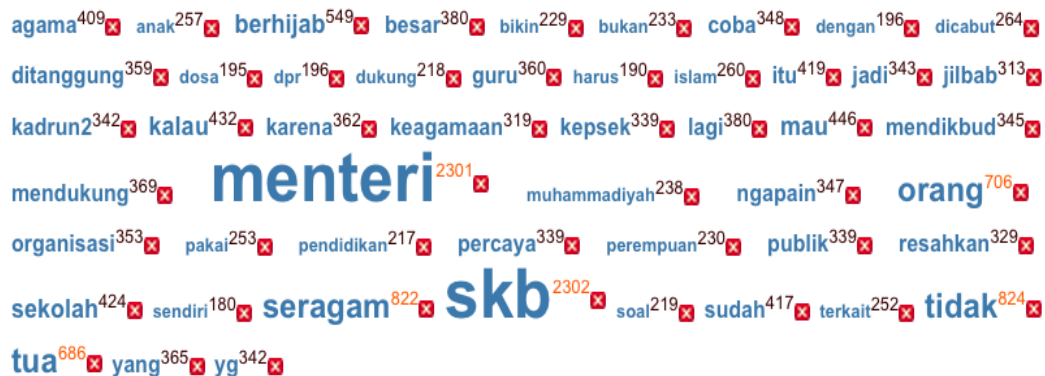 agama409 anak257 berhijab549 besar380 bikin229 bukan233 coba348 dengan196 dicabut264
ditanggung359 dosa195 dpr196 dukung218 guru360 harus190 islam260 itu419 jadi343 jilbab313
kadrun2342 kalau432 karena362 keagamaan319 kepsek339 lagi380 mau446 mendikbud345
mendukung369 menteri2301 muhammadiyah238 ngapain347 orang706
organisasi353 pakai253 pendidikan217 percaya339 perempuan230 publik339 resahkan329
sekolah424 sendiri180 seragam822 skb2302 soal219 sudah417 terkait252 tidak824
tua686 yang365 yg342